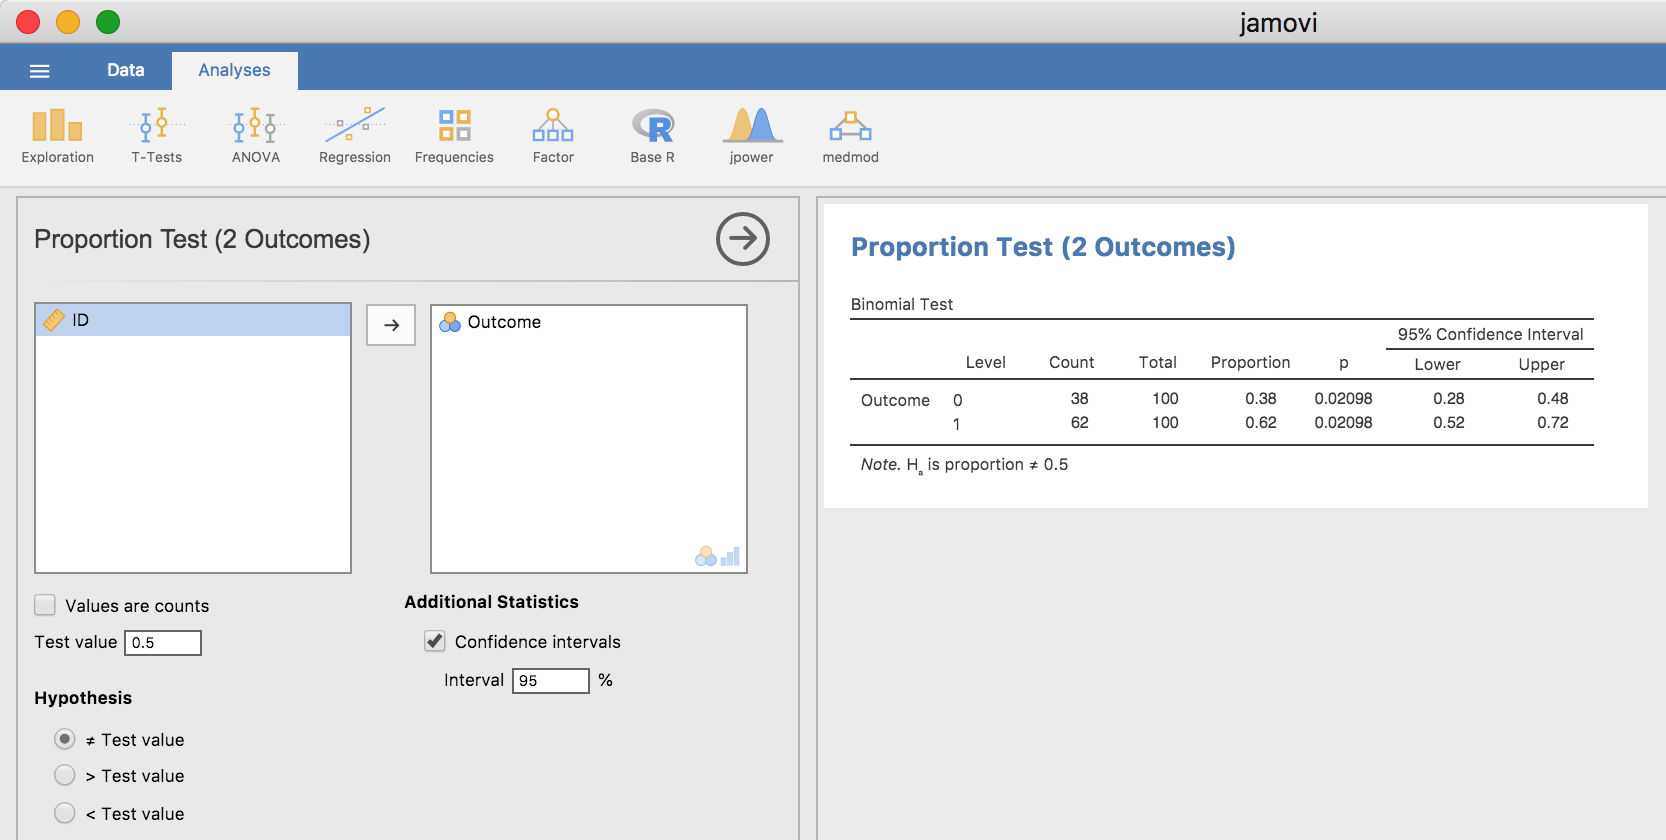 jamovi
Data Analyses
Exploration T-Tests ANOVA Regression Frequencies Factor Base R jpower medmod
Proportion Test (2 Outcomes)
ID
→
Outcome
Values are counts
Test value 0.5
Hypothesis
≠ Test value
> Test value
< Test value
Additional Statistics
Confidence intervals
Interval 95 %
Proportion Test (2 Outcomes)
Binomial Test
95% Confidence Interval
Level Count Total Proportion p Lower Upper
Outcome 0 38 100 0.38 0.02098 0.28 0.48
1 62 100 0.62 0.02098 0.52 0.72
Note. Hₐ is proportion ≠ 0.5